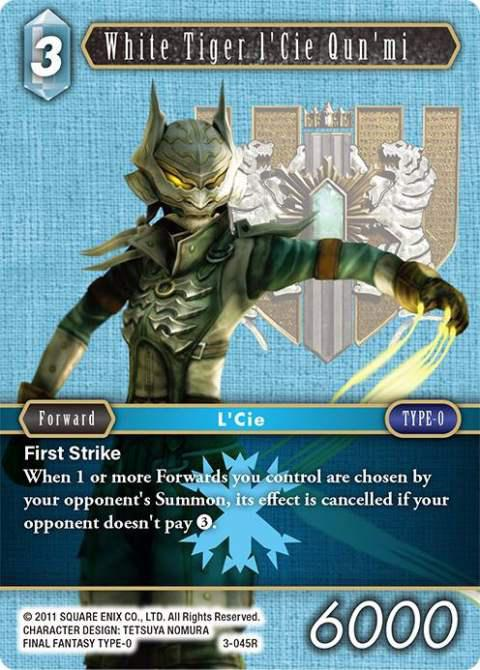 3
White Tiger l'Cie Qun'mi
Forward
L'Cie
TYPE-0
First Strike
When 1 or more Forwards you control are chosen by
your opponent's Summon, its effect is cancelled if your
opponent doesn't pay ❸.
© 2011 SQUARE ENIX CO., LTD. All Rights Reserved.
CHARACTER DESIGN: TETSUYA NOMURA
FINAL FANTASY TYPE-0
3-045R
6000